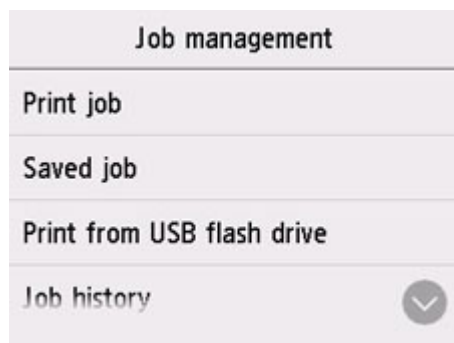 Job management
Print job
Saved job
Print from USB flash drive
Job history